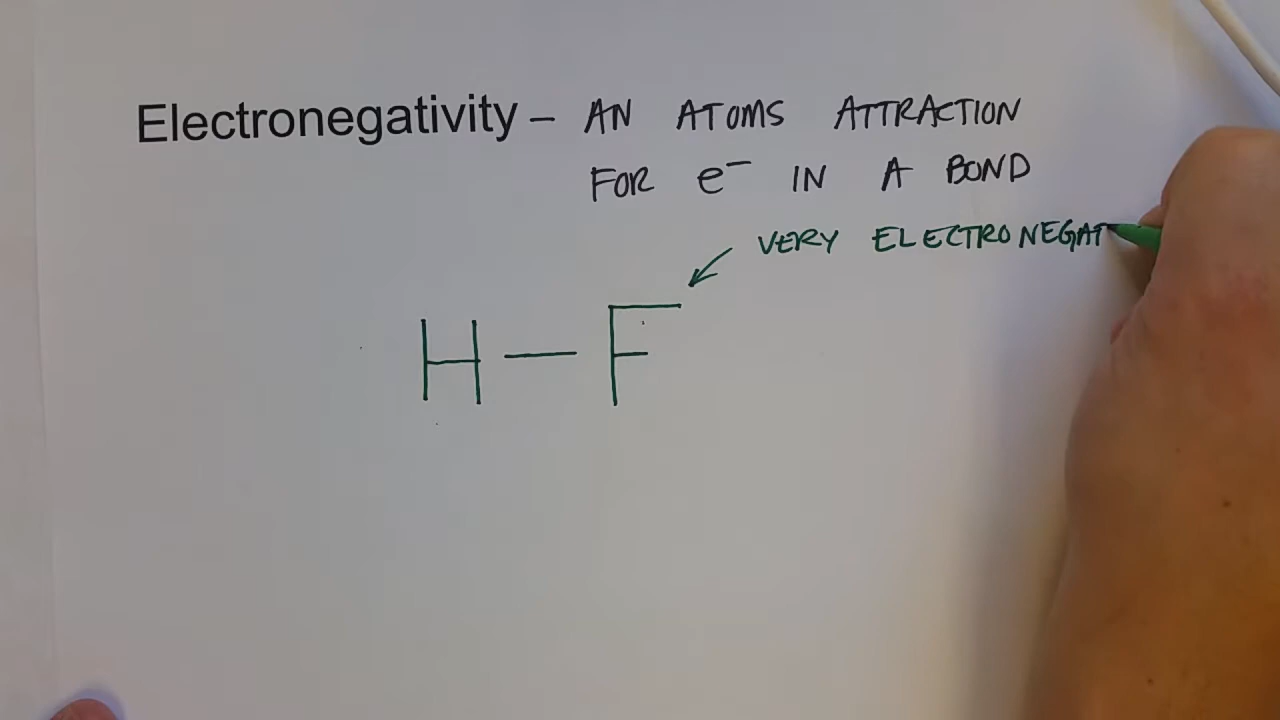 Electronegativity – AN ATOMS ATTRACTION
FOR e⁻ IN A BOND
VERY ELECTRONEGAT
H — F